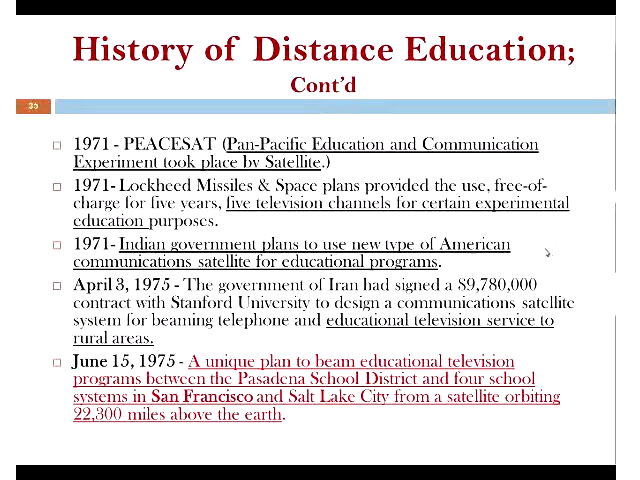 History of Distance Education;
Cont'd
35
1971 - PEACESAT (Pan-Pacific Education and Communication
Experiment took place by Satellite.)
1971- Lockheed Missiles & Space plans provided the use, free-of-
charge for five years, five television channels for certain experimental
education purposes.
1971- Indian government plans to use new type of American
communications satellite for educational programs.
April 3, 1975 - The government of Iran had signed a $9,780,000
contract with Stanford University to design a communications satellite
system for beaming telephone and educational television service to
rural areas.
June 15, 1975 - A unique plan to beam educational television
programs between the Pasadena School District and four school
systems in San Francisco and Salt Lake City from a satellite orbiting
22,300 miles above the earth.